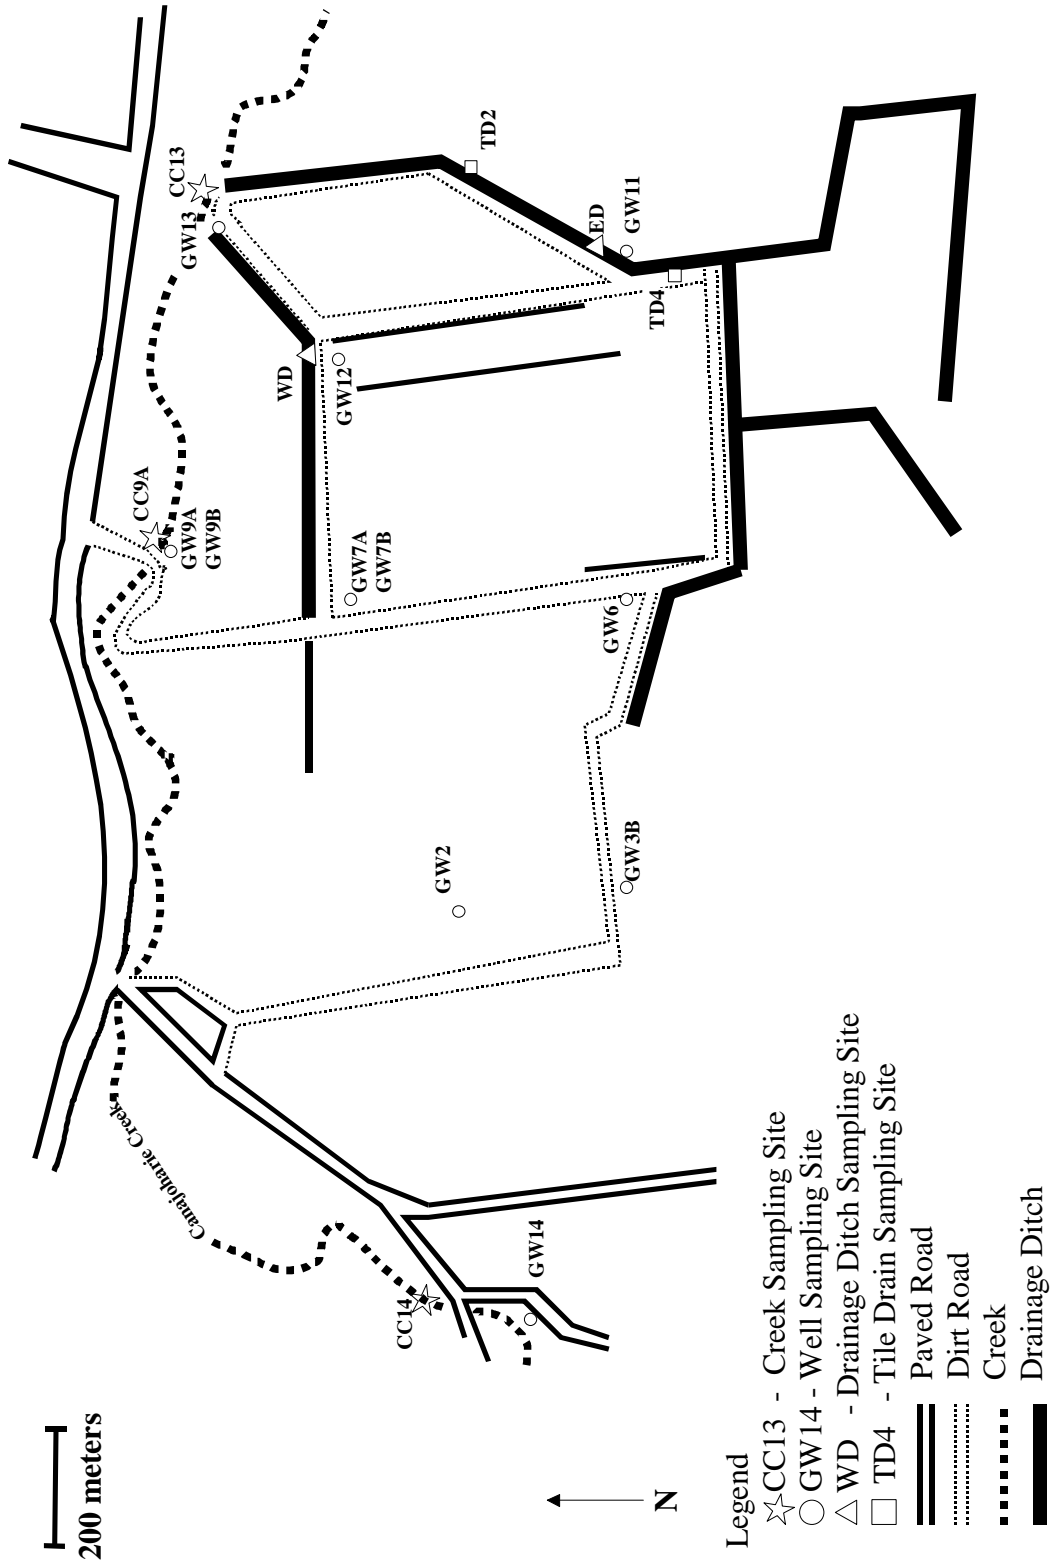 200 meters
N
Canajoharie Creek
CC14
GW14
GW2
GW3B
GW6
CC9A
GW9A
GW9B
GW7A
GW7B
WD
GW12
GW13
CC13
TD2
ED
GW11
TD4
Legend
CC13 - Creek Sampling Site
GW14 - Well Sampling Site
WD - Drainage Ditch Sampling Site
TD4 - Tile Drain Sampling Site
Paved Road
Dirt Road
Creek
Drainage Ditch